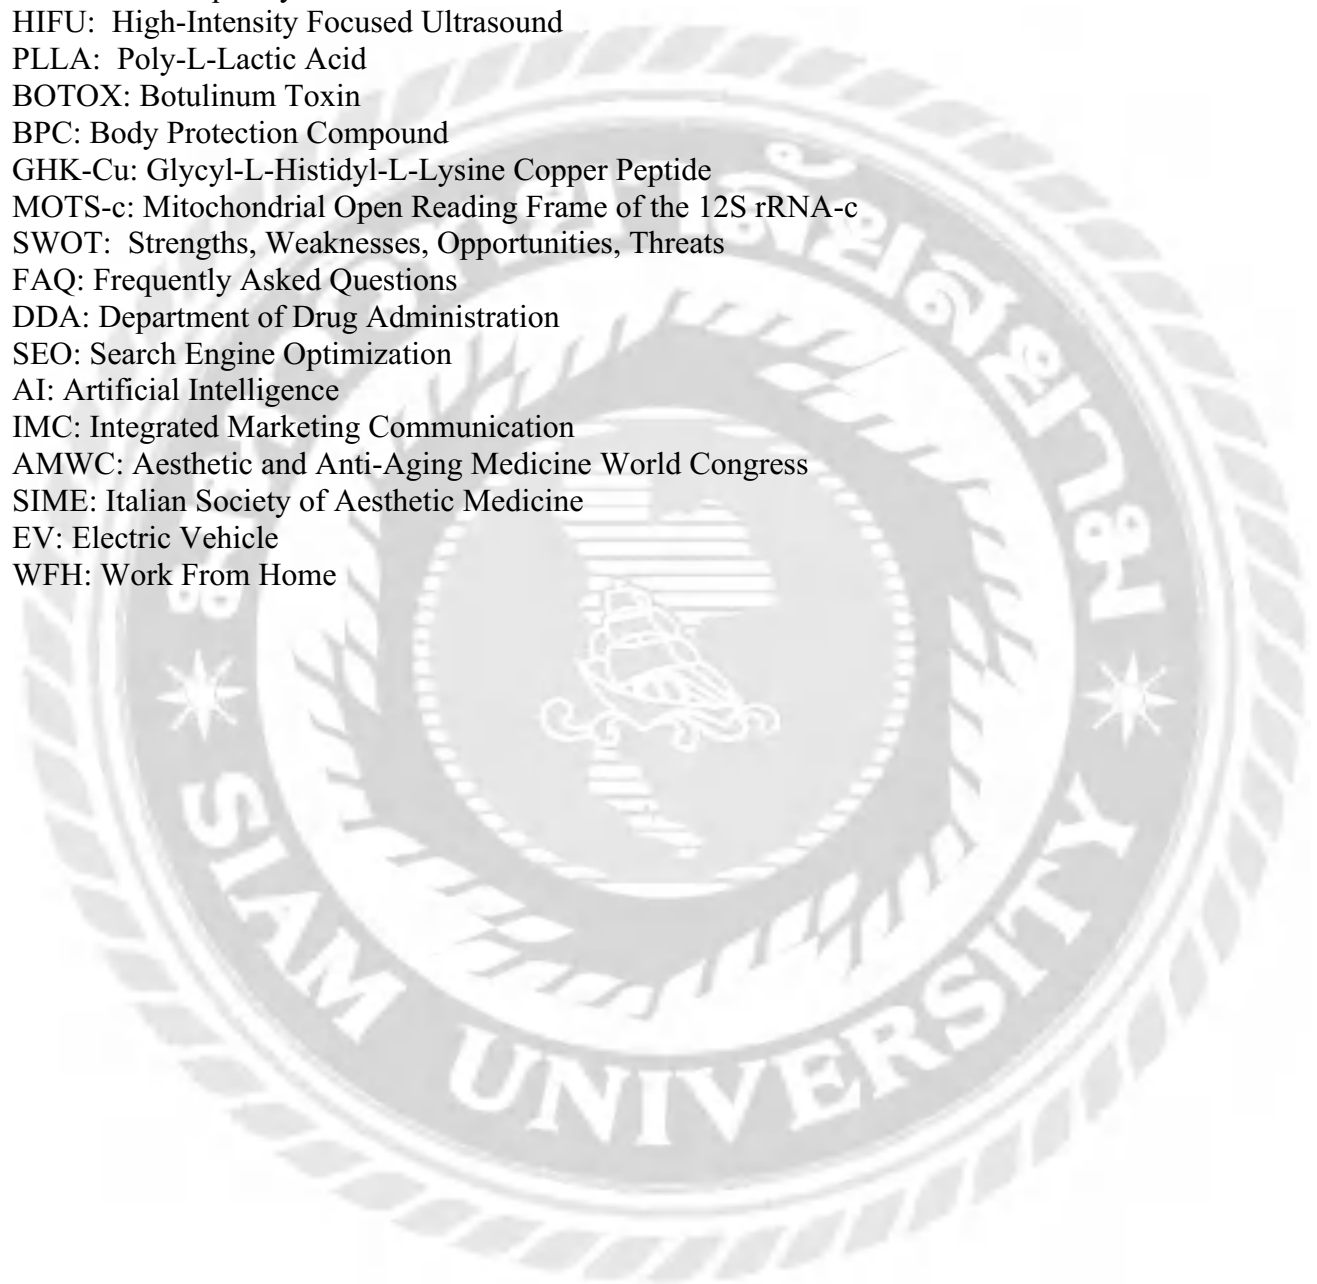 HIFU: High-Intensity Focused Ultrasound
PLLA: Poly-L-Lactic Acid
BOTOX: Botulinum Toxin
BPC: Body Protection Compound
GHK-Cu: Glycyl-L-Histidyl-L-Lysine Copper Peptide
MOTS-c: Mitochondrial Open Reading Frame of the 12S rRNA-c
SWOT: Strengths, Weaknesses, Opportunities, Threats
FAQ: Frequently Asked Questions
DDA: Department of Drug Administration
SEO: Search Engine Optimization
AI: Artificial Intelligence
IMC: Integrated Marketing Communication
AMWC: Aesthetic and Anti-Aging Medicine World Congress
SIME: Italian Society of Aesthetic Medicine
EV: Electric Vehicle
WFH: Work From Home
SIAM UNIVERSITY